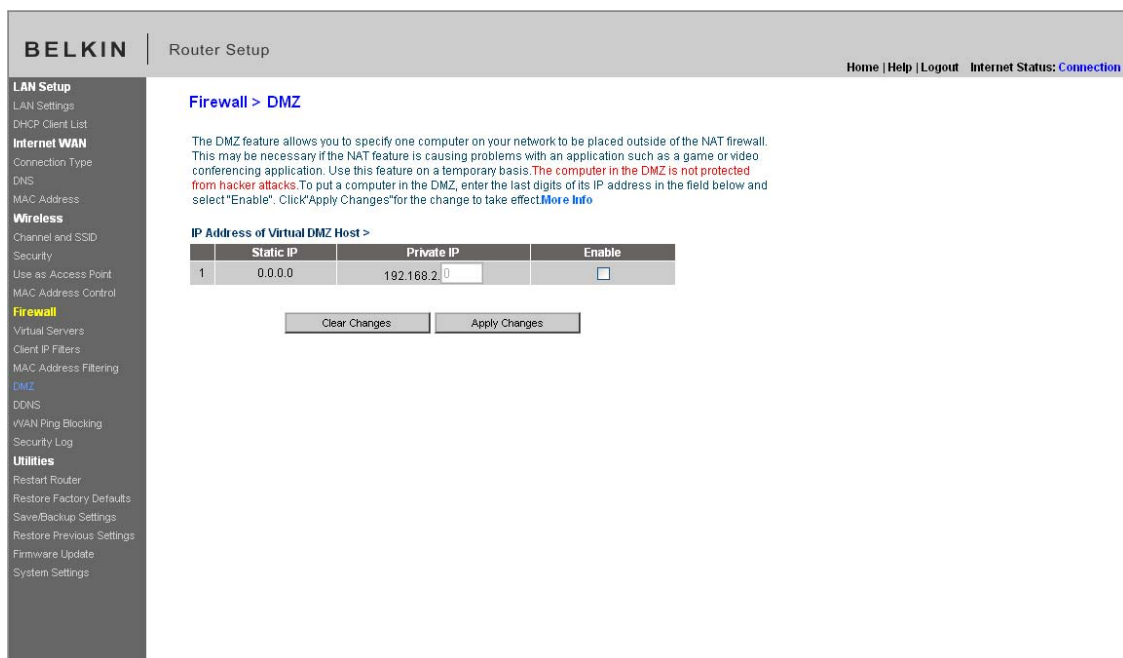 BELKIN
Router Setup
Home | Help | Logout Internet Status: Connection
LAN Setup
LAN Settings
DHCP Client List
Internet WAN
Connection Type
DNS
MAC Address
Wireless
Channel and SSID
Security
Use as Access Point
MAC Address Control
Firewall
Virtual Servers
Client IP Filters
MAC Address Filtering
DMZ
DDNS
WAN Ping Blocking
Security Log
Utilities
Restart Router
Restore Factory Defaults
Save/Backup Settings
Restore Previous Settings
Firmware Update
System Settings
Firewall > DMZ
The DMZ feature allows you to specify one computer on your network to be placed outside of the NAT firewall.
This may be necessary if the NAT feature is causing problems with an application such as a game or video
conferencing application. Use this feature on a temporary basis.The computer in the DMZ is not protected
from hacker attacks.To put a computer in the DMZ, enter the last digits of its IP address in the field below and
select "Enable". Click"Apply Changes"for the change to take effect.More Info
IP Address of Virtual DMZ Host >
Static IP Private IP Enable
1 0.0.0.0 192.168.2. 0
Clear Changes Apply Changes